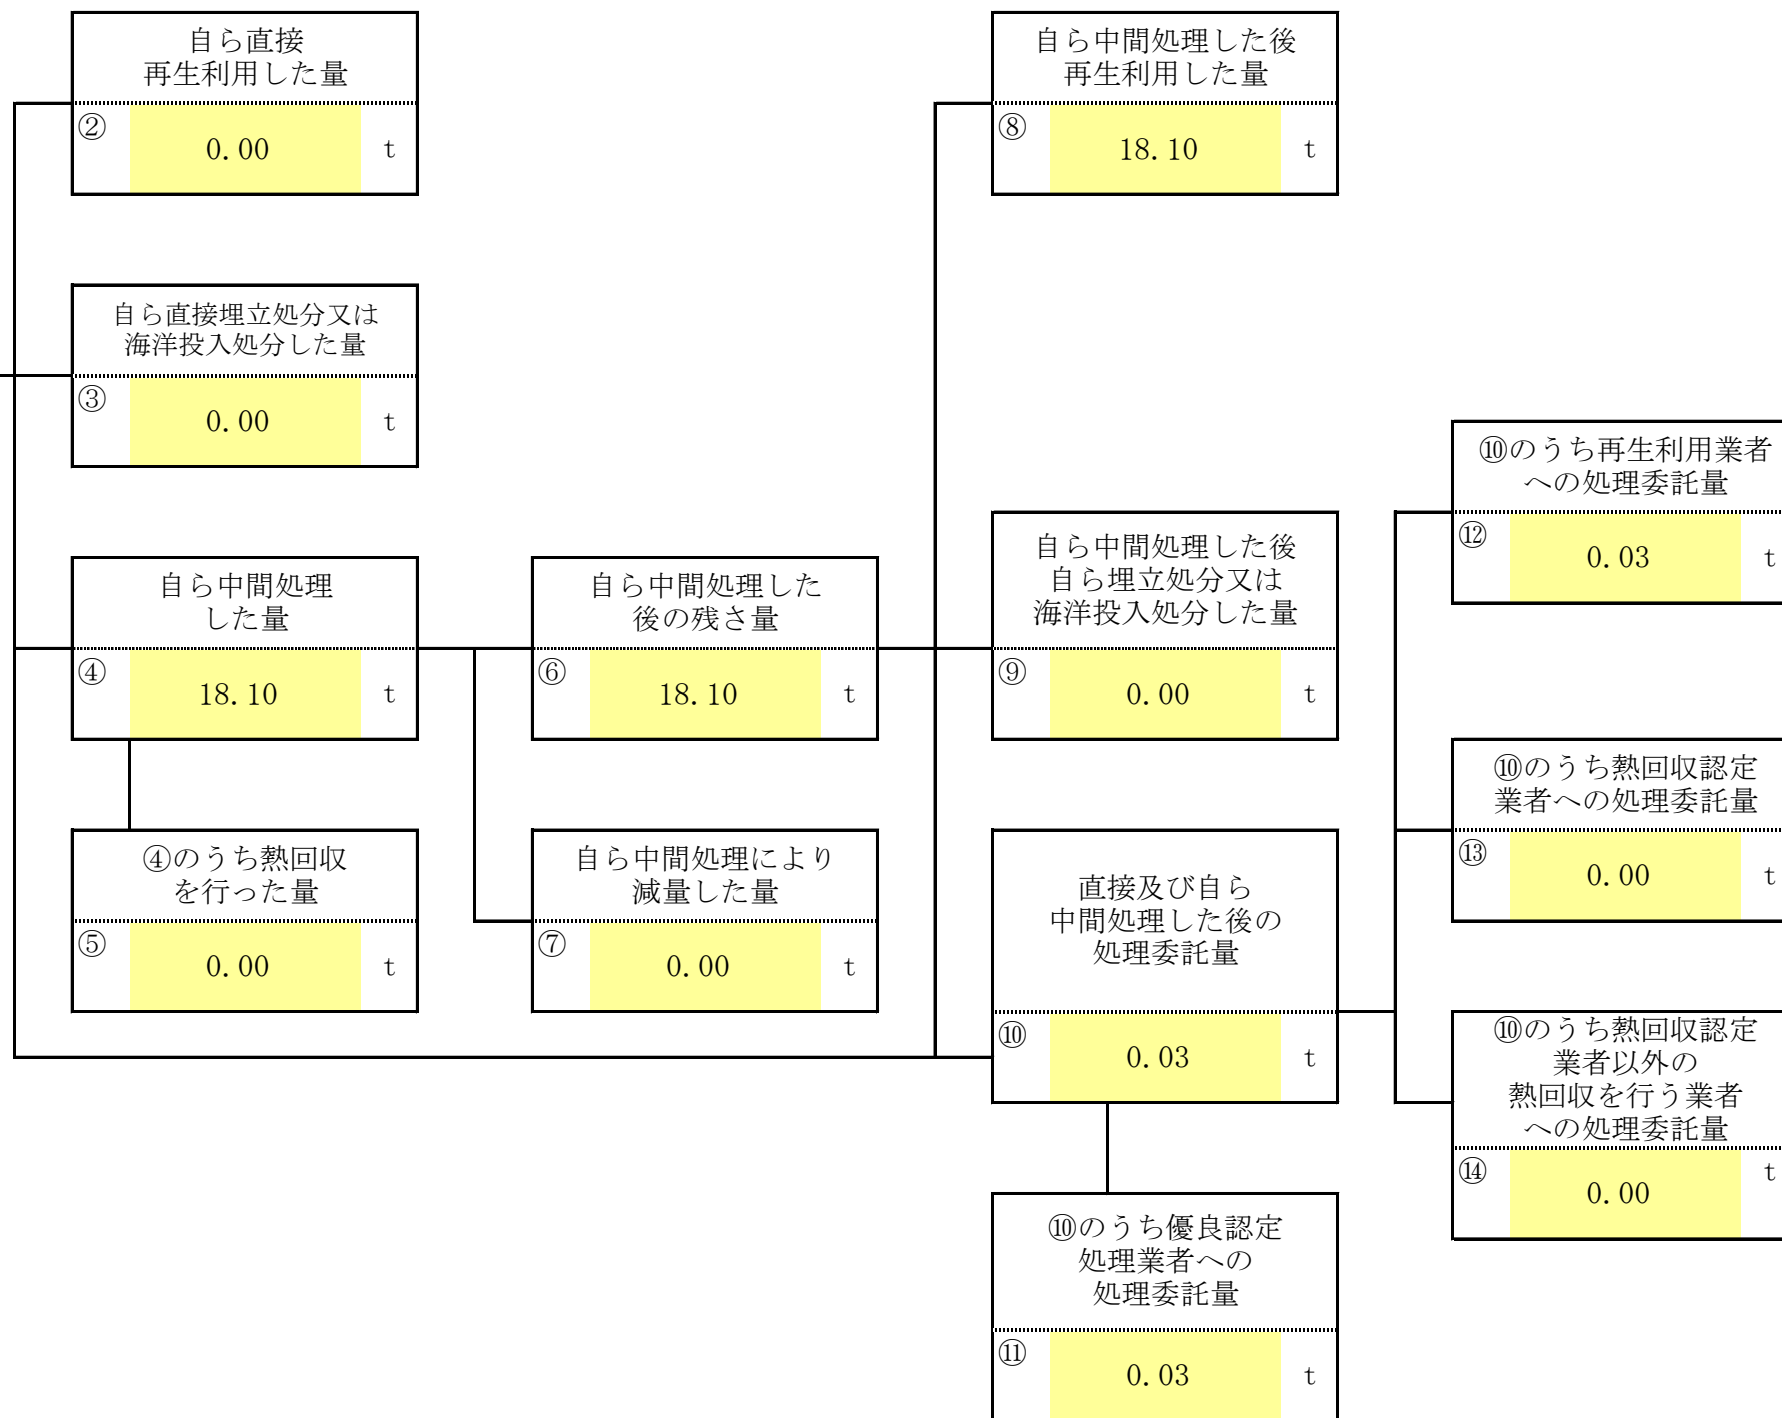 自ら直接
再生利用した量
② 0.00 t
自ら中間処理した後
再生利用した量
⑧ 18.10 t
自ら直接埋立処分又は
海洋投入処分した量
③ 0.00 t
⑩のうち再生利用業者
への処理委託量
⑫ 0.03 t
自ら中間処理
した量
④ 18.10 t
自ら中間処理した
後の残さ量
⑥ 18.10 t
自ら中間処理した後
自ら埋立処分又は
海洋投入処分した量
⑨ 0.00 t
⑩のうち熱回収認定
業者への処理委託量
⑬ 0.00 t
④のうち熱回収
を行った量
⑤ 0.00 t
自ら中間処理により
減量した量
⑦ 0.00 t
直接及び自ら
中間処理した後の
処理委託量
⑩ 0.03 t
⑩のうち熱回収認定
業者以外の
熱回収を行う業者
への処理委託量
⑭ 0.00 t
⑩のうち優良認定
処理業者への
処理委託量
⑪ 0.03 t